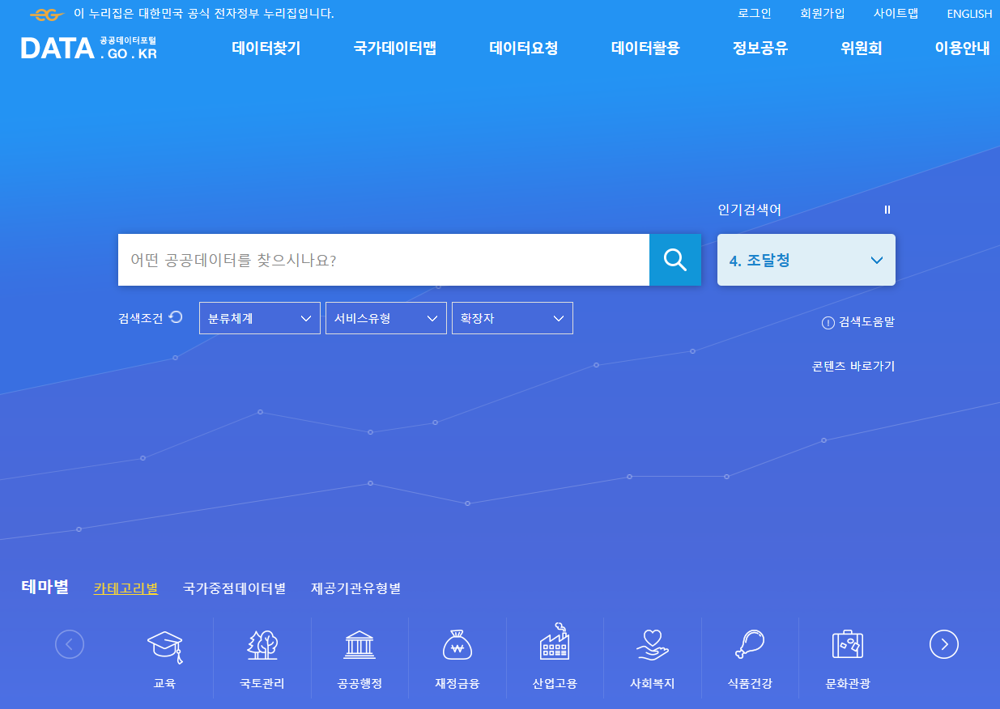 이 누리집은 대한민국 공식 전자정부 누리집입니다.
로그인 회원가입 사이트맵 ENGLISH
DATA 공공데이터포털 . GO . KR
데이터찾기 국가데이터맵 데이터요청 데이터활용 정보공유 위원회 이용안내
인기검색어
어떤 공공데이터를 찾으시나요?
4. 조달청
검색조건 분류체계 서비스유형 확장자
검색도움말
콘텐츠 바로가기
테마별 카테고리별 국가중점데이터별 제공기관유형별
교육 국토관리 공공행정 재정금융 산업고용 사회복지 식품건강 문화관광